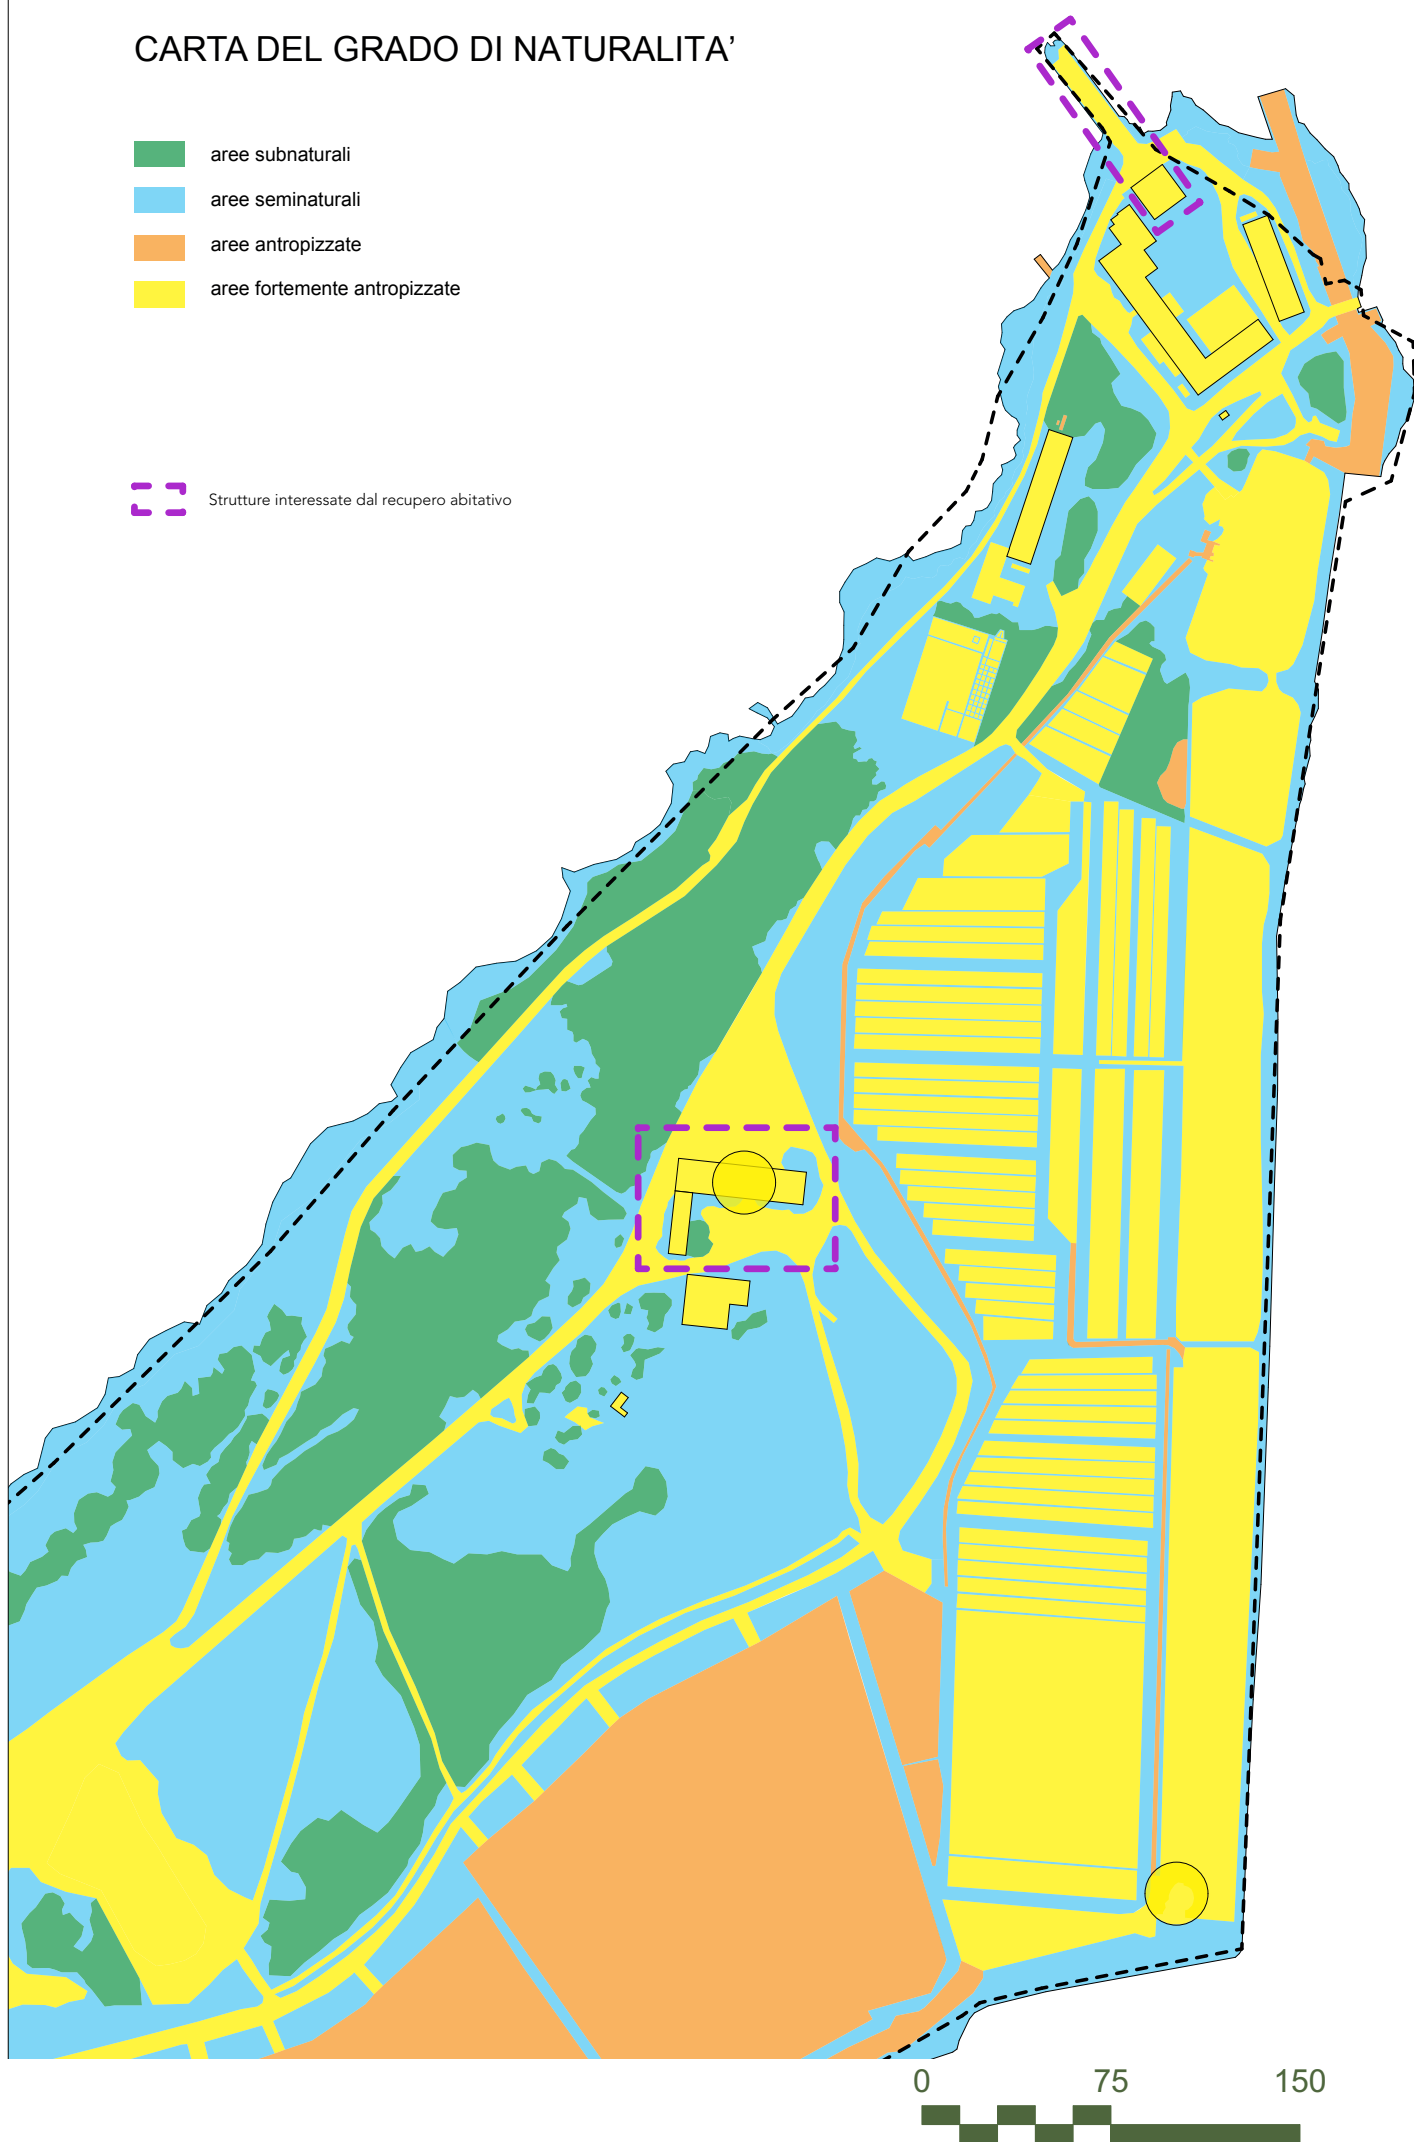 CARTA DEL GRADO DI NATURALITA’
aree subnaturali
aree seminaturali
aree antropizzate
aree fortemente antropizzate
Strutture interessate dal recupero abitativo
0 75 150